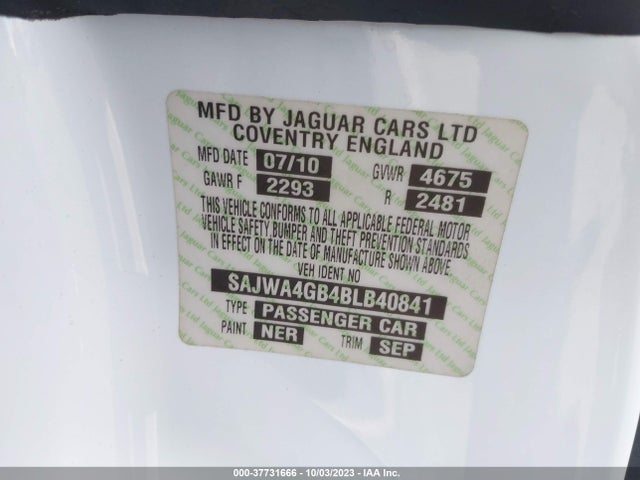 MFD BY JAGUAR CARS LTD
COVENTRY ENGLAND
MFD DATE 07/10 GVWR 4675
GAWR F 2293 R 2481
THIS VEHICLE CONFORMS TO ALL APPLICABLE FEDERAL MOTOR
VEHICLE SAFETY BUMPER AND THEFT PREVENTION STANDARDS
IN EFFECT ON THE DATE OF MANUFACTURE SHOWN ABOVE.
VEH IDENT NO
SAJWA4GB4BLB40841
TYPE PASSENGER CAR
PAINT NER TRIM SEP
000-37731666 - 10/03/2023 - IAA Inc.